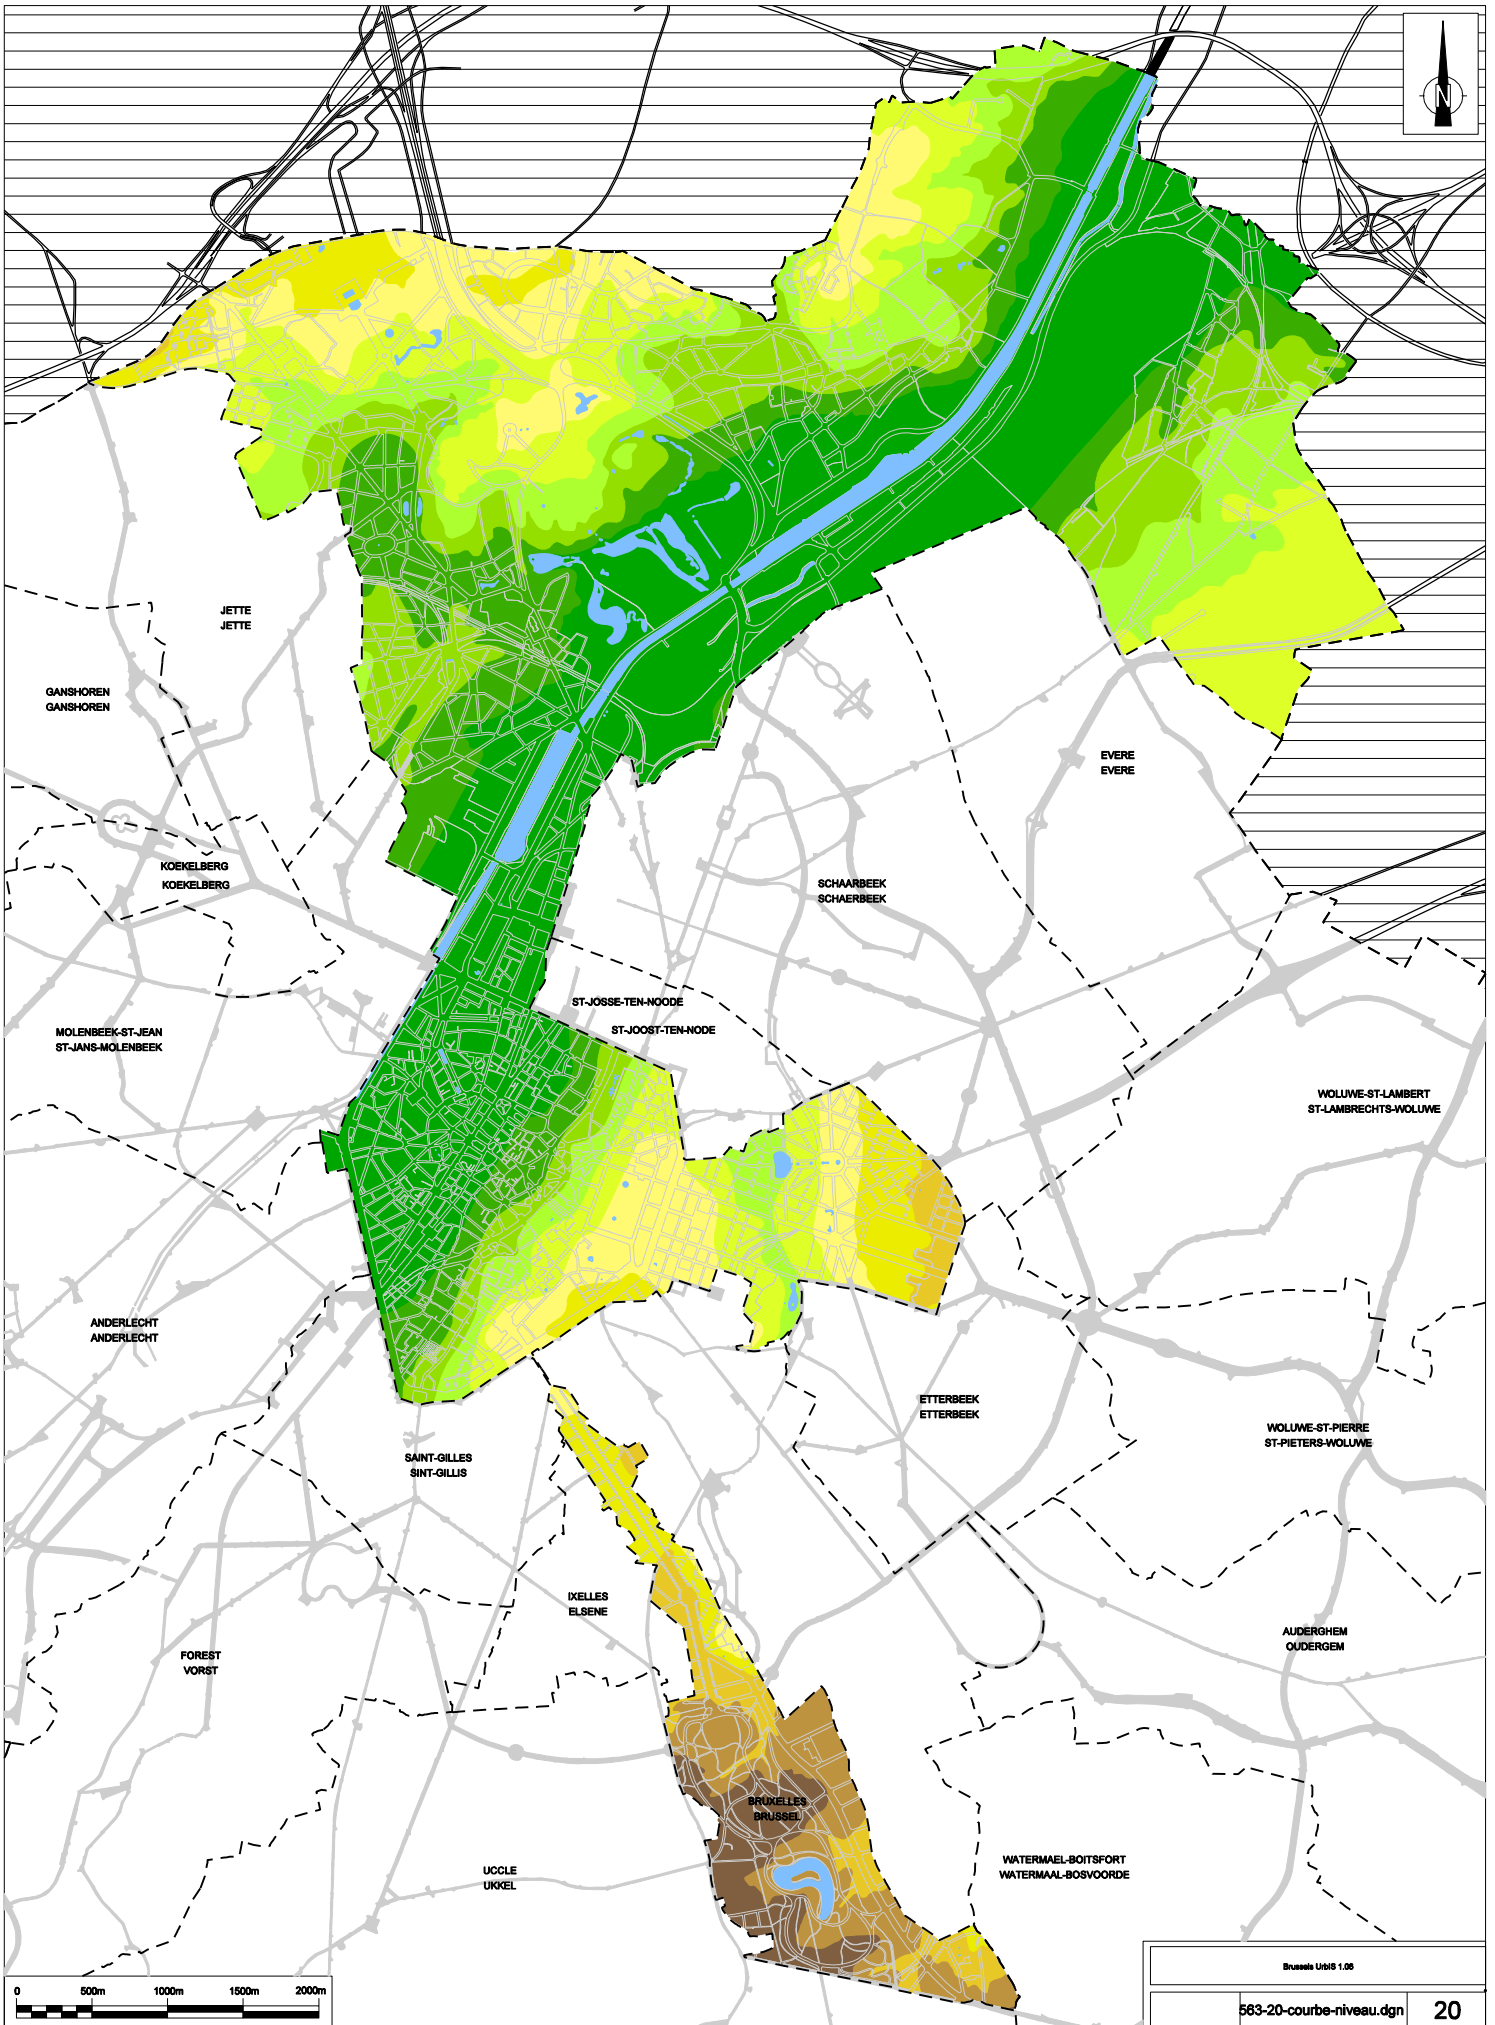 N
JETTE
JETTE
GANSHOREN
GANSHOREN
EVERE
EVERE
KOEKELBERG
KOEKELBERG
SCHAARBEEK
SCHAERBEEK
ST-JOSSE-TEN-NOODE
ST-JOOST-TEN-NODE
MOLENBEEK-ST-JEAN
ST-JANS-MOLENBEEK
WOLUWE-ST-LAMBERT
ST-LAMBRECHTS-WOLUWE
ANDERLECHT
ANDERLECHT
ETTERBEEK
ETTERBEEK
WOLUWE-ST-PIERRE
ST-PIETERS-WOLUWE
SAINT-GILLES
SINT-GILLIS
IXELLES
ELSENE
AUDERGHEM
OUDERGEM
FOREST
VORST
BRUXELLES
BRUSSEL
UCCLE
UKKEL
WATERMAEL-BOITSFORT
WATERMAAL-BOSVOORDE
0 500m 1000m 1500m 2000m
Brussels UrbIS 1.06
563-20-courbe-niveau.dgn 20